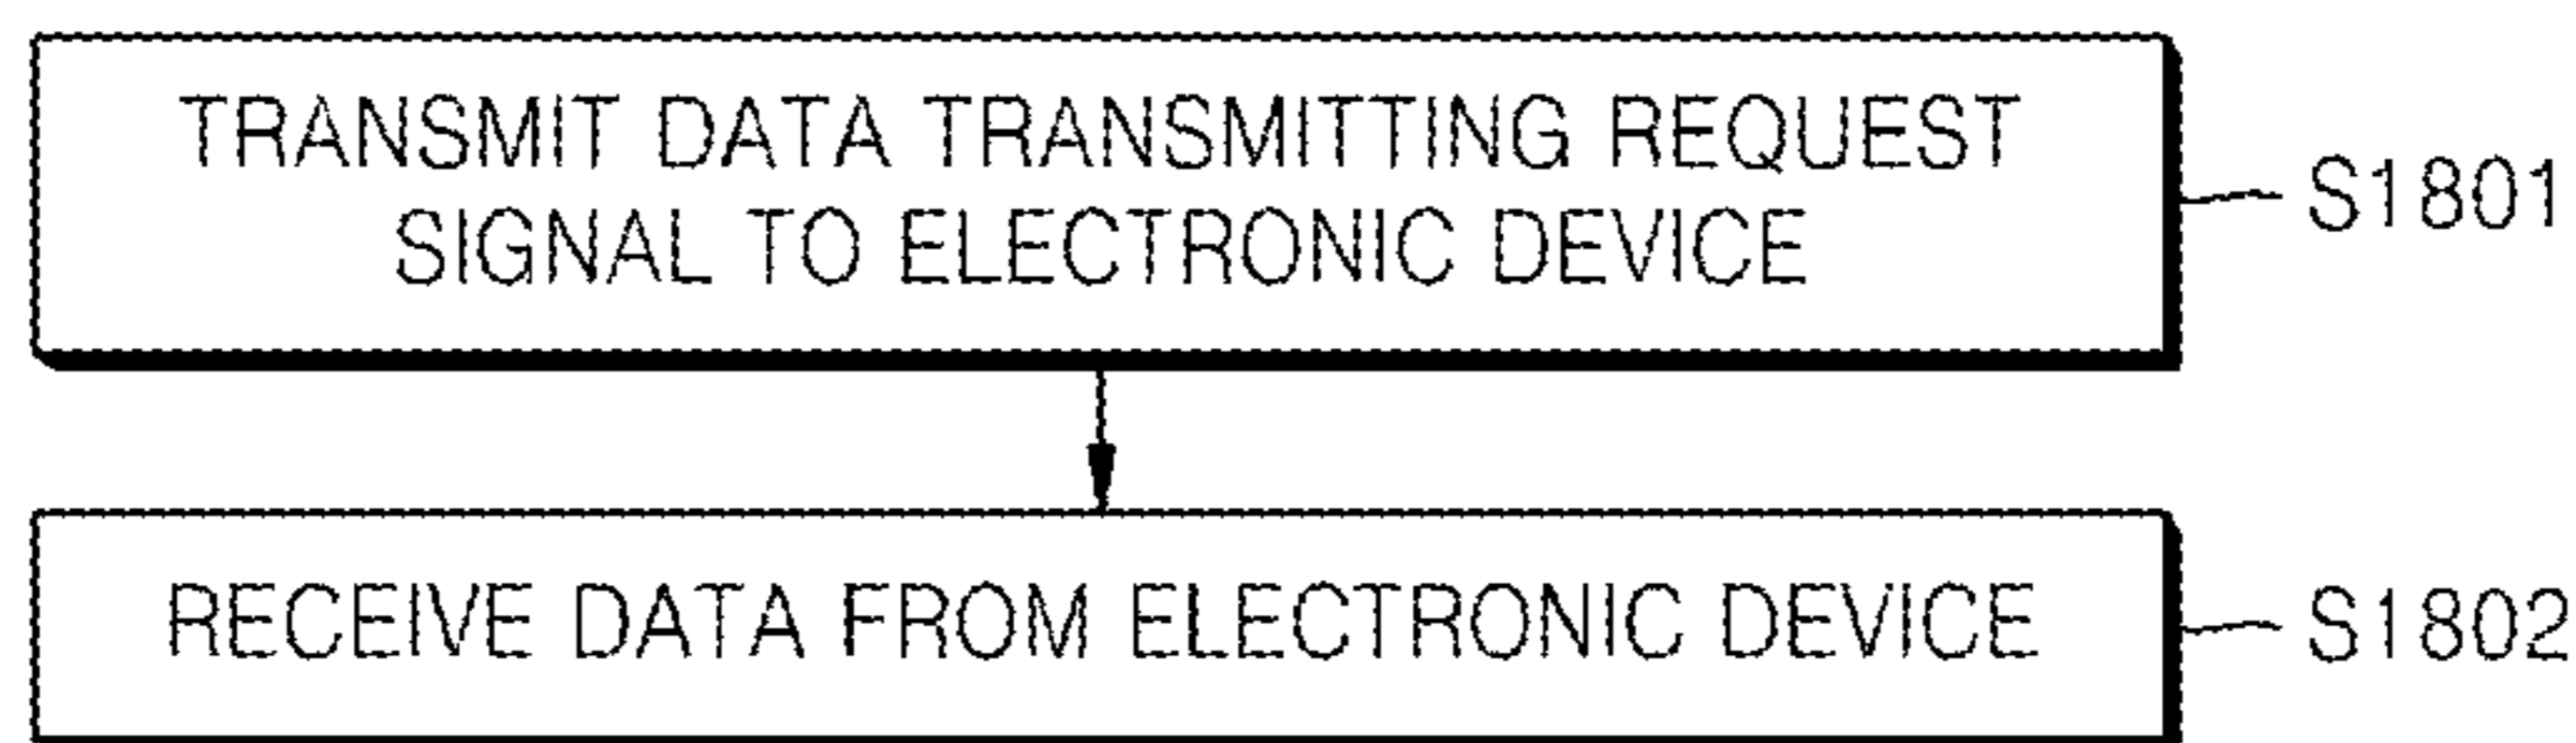 TRANSMIT DATA TRANSMITTING REQUEST
SIGNAL TO ELECTRONIC DEVICE
S1801
RECEIVE DATA FROM ELECTRONIC DEVICE
S1802